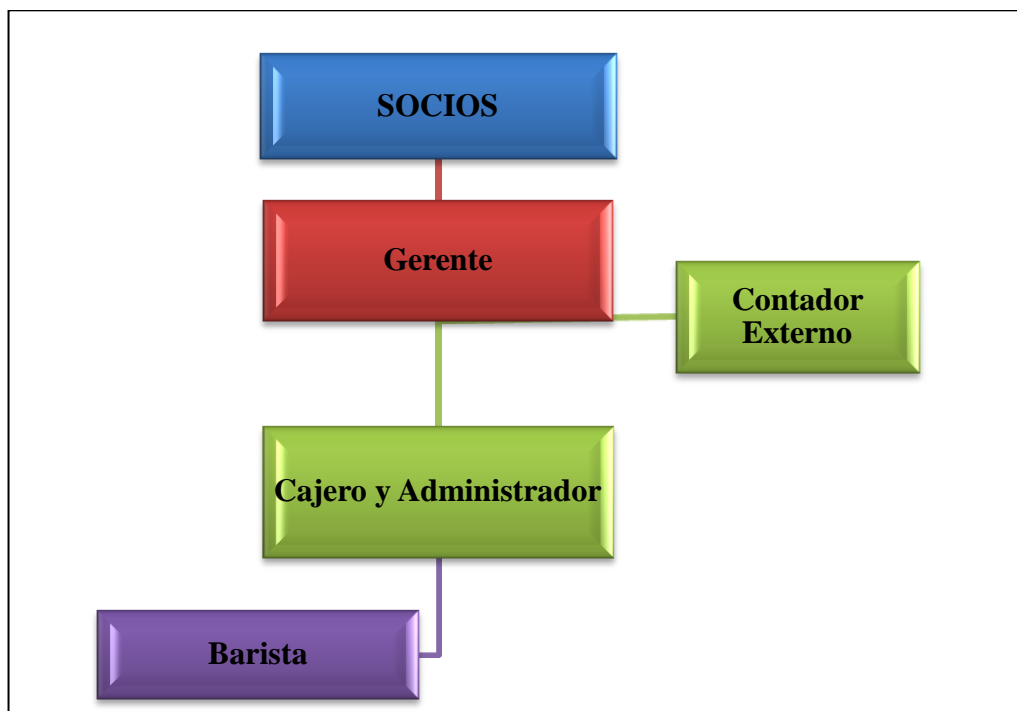 SOCIOS
Gerente
Contador
Externo
Cajero y Administrador
Barista